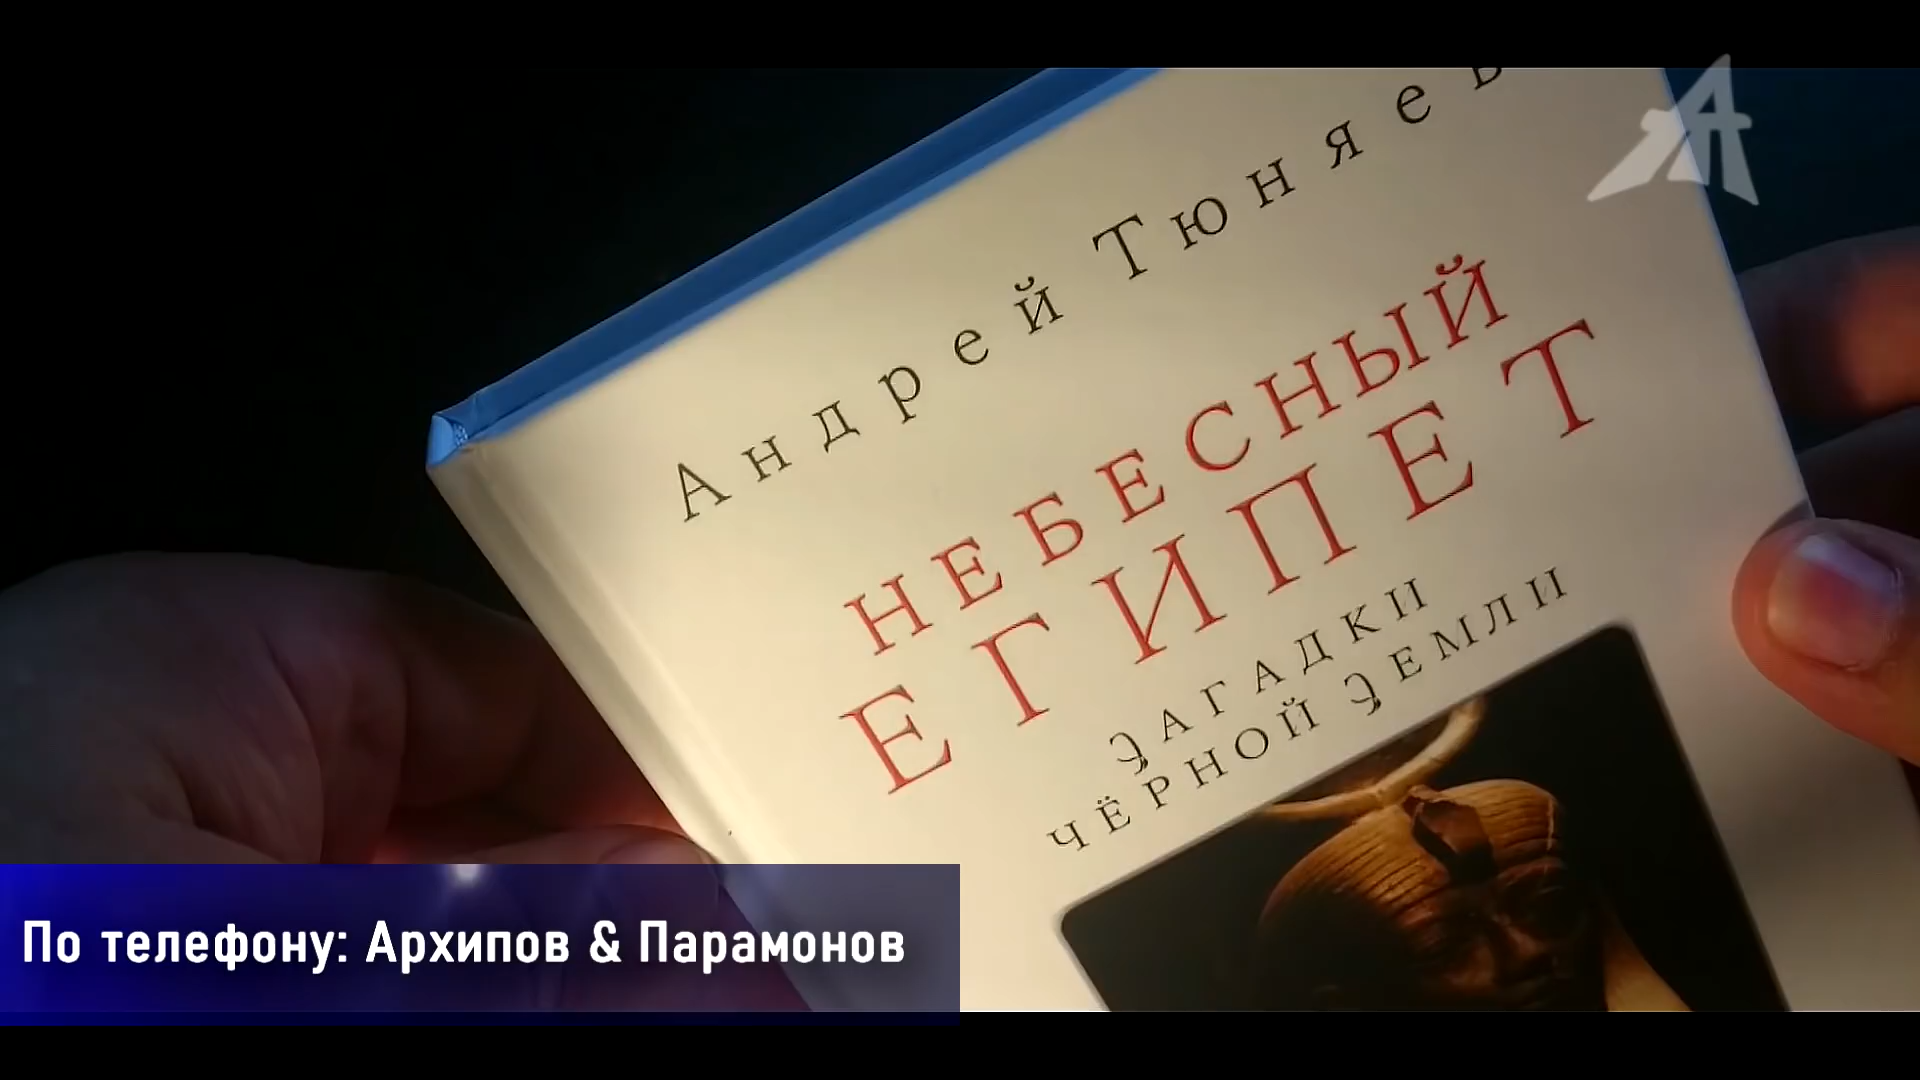 Андрей Тюняев
НЕБЕСНЫЙ
ЕГИПЕТ
ЗАГАДКИ
ЧЁРНОЙ ЗЕМЛИ
По телефону: Архипов & Парамонов